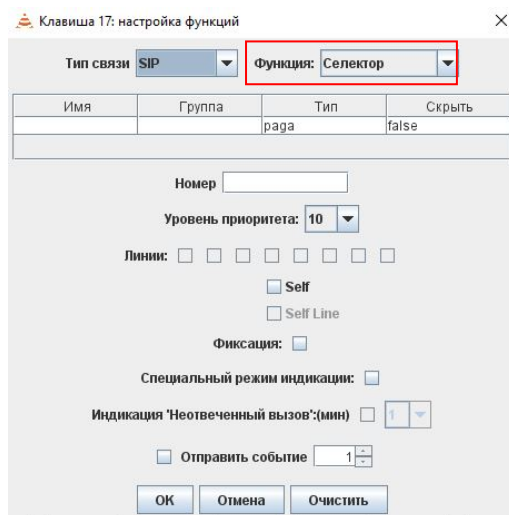 Клавиша 17: настройка функций
Тип связи SIP Функция: Селектор
Имя Группа Тип Скрыть
paga false
Номер
Уровень приоритета: 10
Линии:
Self
Self Line
Фиксация:
Специальный режим индикации:
Индикация 'Неотвеченный вызов':(мин) 1
Отправить событие 1
ОК Отмена Очистить